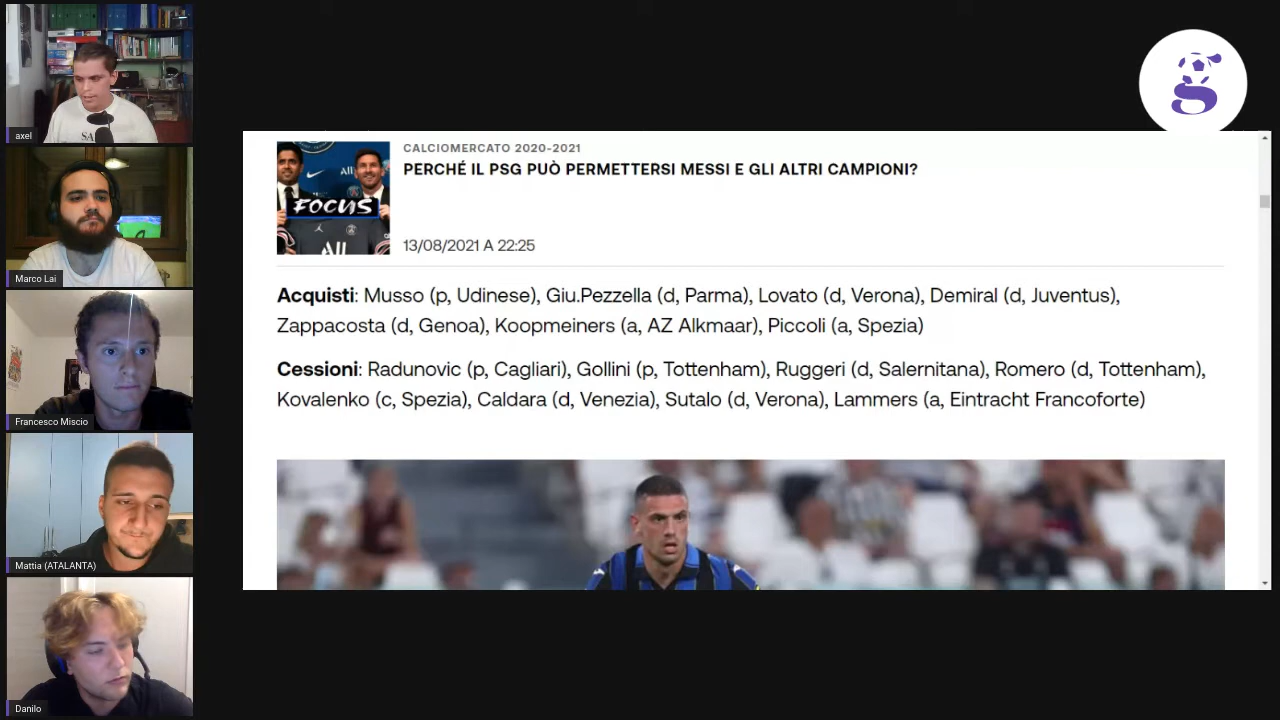 axel
Marco Lai
Francesco Miscio
Mattia (ATALANTA)
Danilo
g
FOCUS
CALCIOMERCATO 2020-2021
PERCHÉ IL PSG PUÒ PERMETTERSI MESSI E GLI ALTRI CAMPIONI?
13/08/2021 A 22:25
Acquisti: Musso (p, Udinese), Giu.Pezzella (d, Parma), Lovato (d, Verona), Demiral (d, Juventus),
Zappacosta (d, Genoa), Koopmeiners (a, AZ Alkmaar), Piccoli (a, Spezia)
Cessioni: Radunovic (p, Cagliari), Gollini (p, Tottenham), Ruggeri (d, Salernitana), Romero (d, Tottenham),
Kovalenko (c, Spezia), Caldara (d, Venezia), Sutalo (d, Verona), Lammers (a, Eintracht Francoforte)